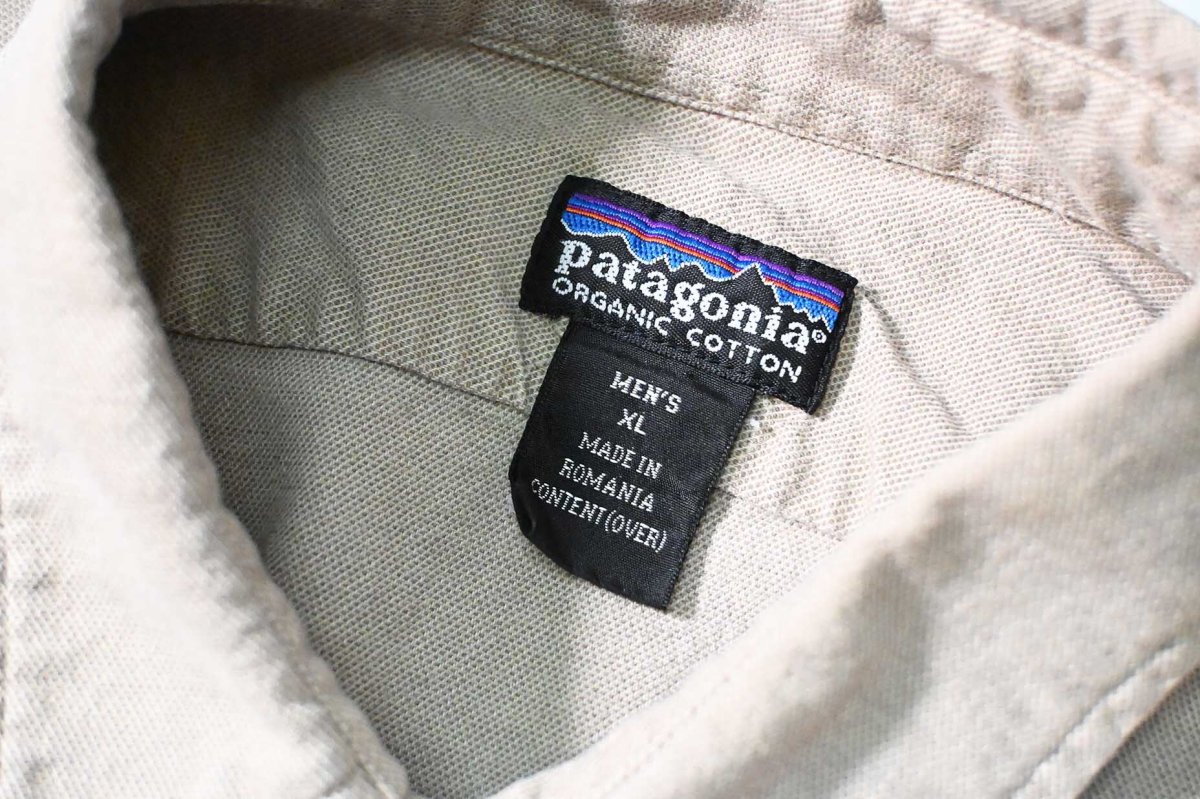 patagonia®
ORGANIC COTTON
MEN'S
XL
MADE IN
ROMANIA
CONTENT(OVER)